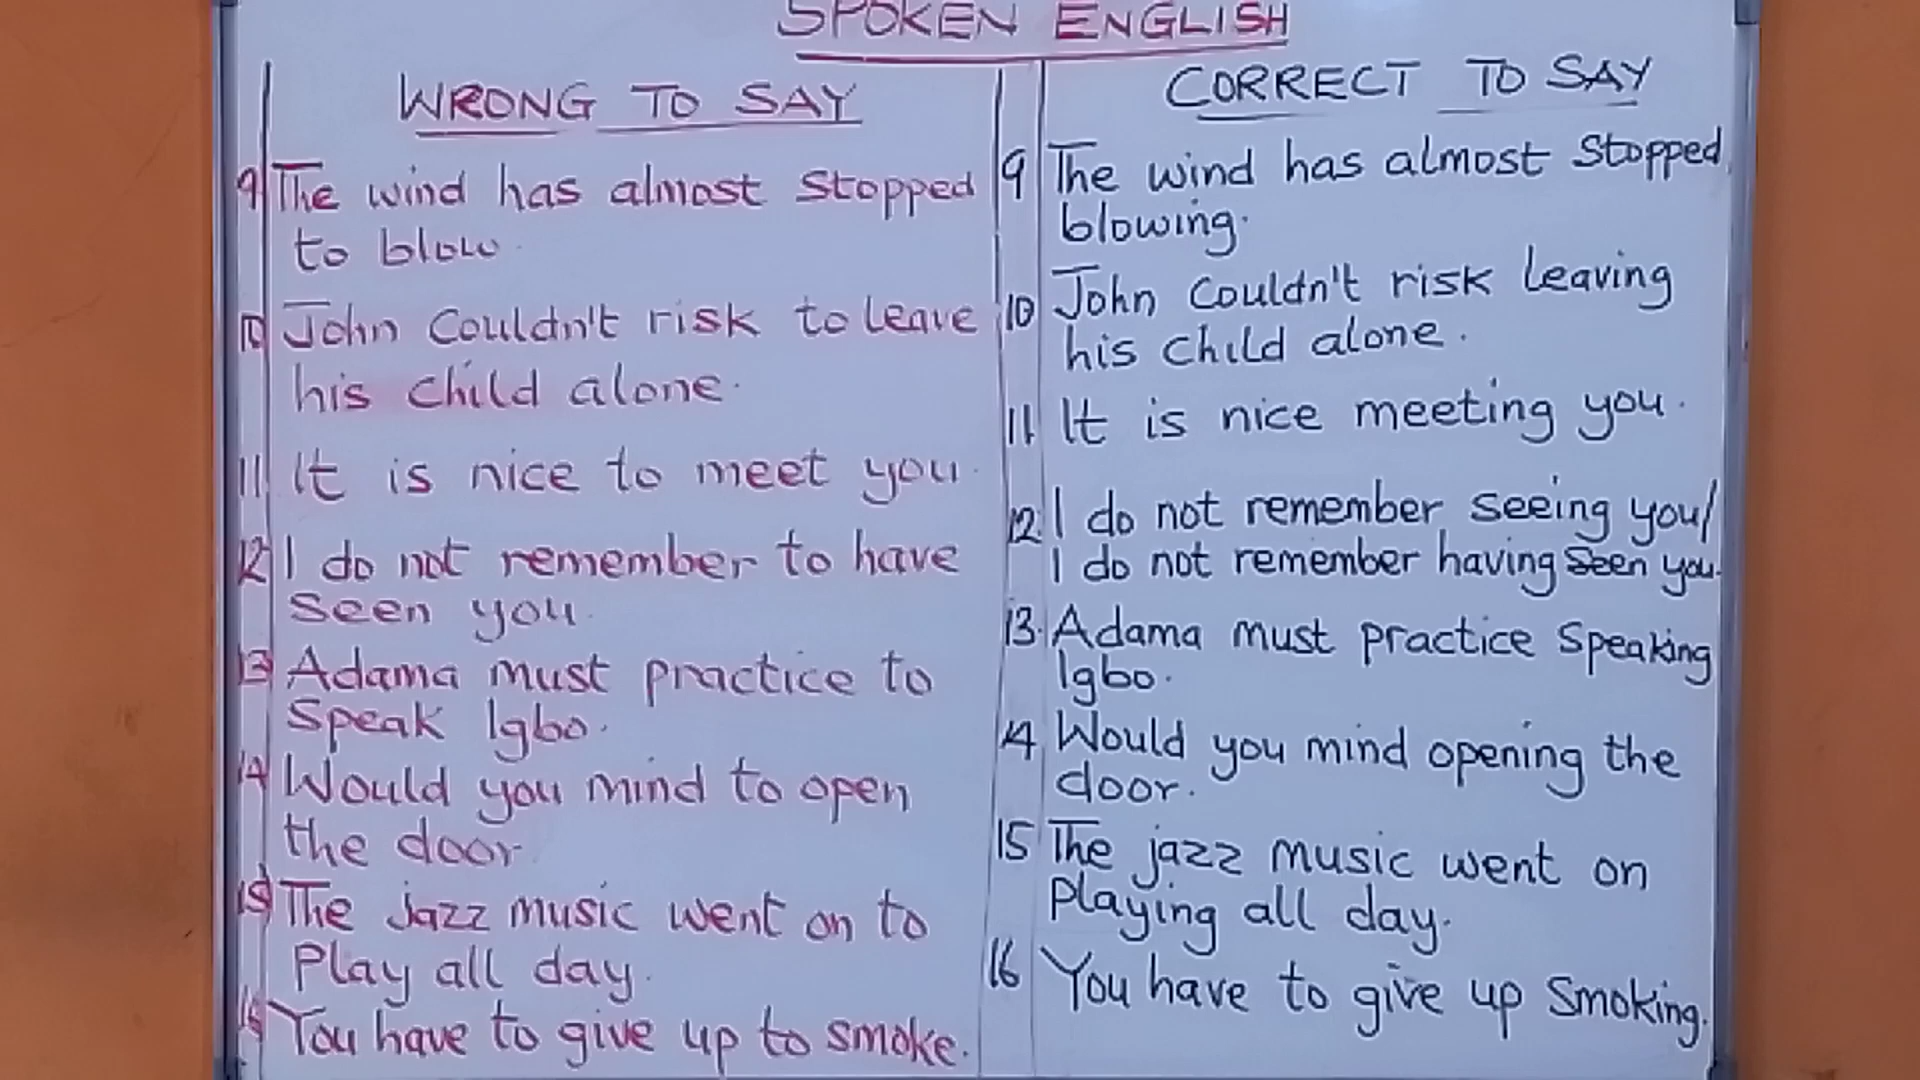 SPOKEN ENGLISH
WRONG TO SAY
9 The wind has almost stopped
to blow.
10 John couldn't risk to leave
his child alone.
11 It is nice to meet you.
12 I do not remember to have
seen you.
13 Adama must practice to
speak Igbo.
14 Would you mind to open
the door
15 The jazz music went on to
play all day.
16 You have to give up to smoke.
CORRECT TO SAY
9 The wind has almost stopped
blowing.
10 John couldn't risk leaving
his child alone.
11 It is nice meeting you.
12. I do not remember seeing you/
I do not remember having seen you.
13. Adama must practice speaking
Igbo.
14 Would you mind opening the
door.
15 The jazz music went on
playing all day.
16 You have to give up smoking.